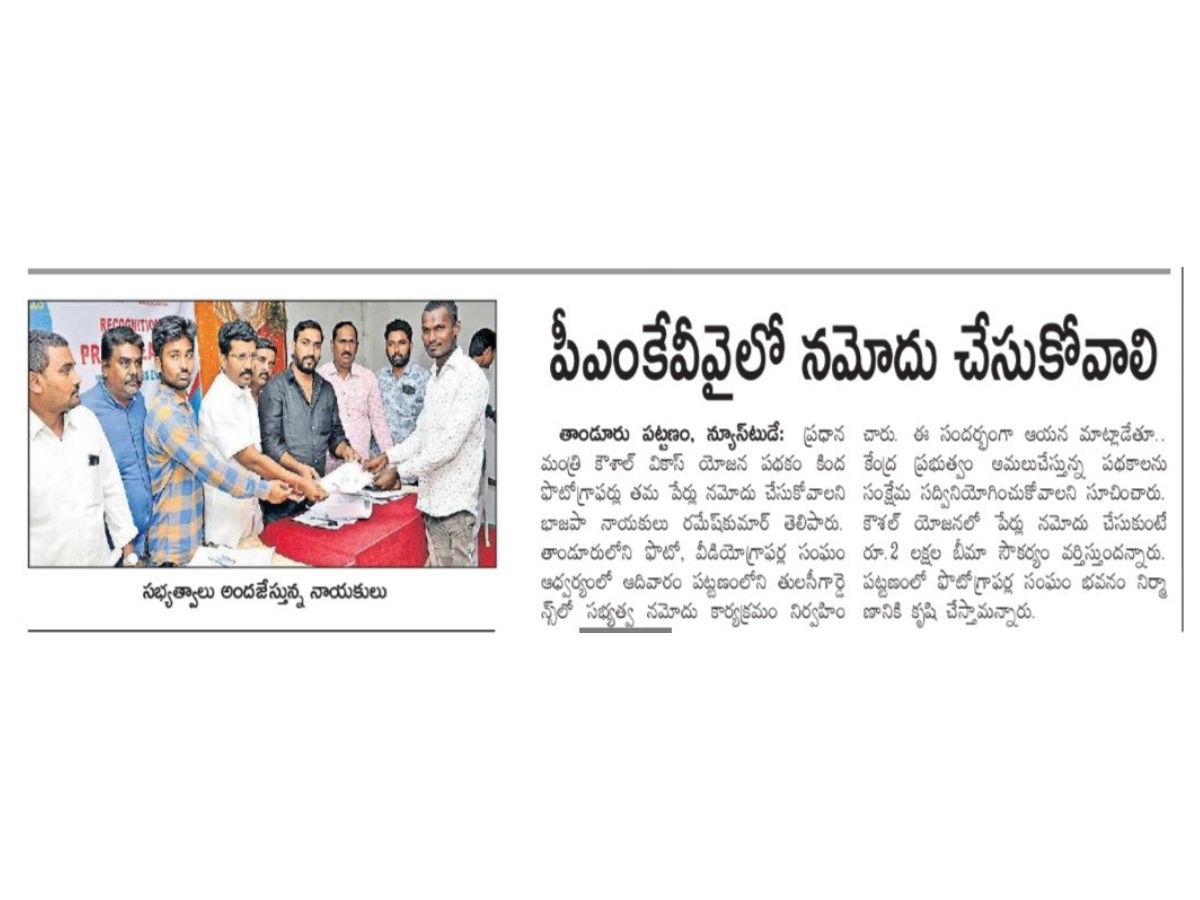 RECOGNITIO
PR
సభ్యత్వాలు అందజేస్తున్న నాయకులు
పీఎంకేవీవైలో నమోదు చేసుకోవాలి
తాండూరు పట్టణం, న్యూస్‌టుడే: ప్రధాన
మంత్రి కౌశాల్ వికాస్ యోజన పథకం కింద
ఫొటోగ్రాఫర్లు తమ పేర్లు నమోదు చేసుకోవాలని
భాజపా నాయకులు రమేష్‌కుమార్ తెలిపారు.
తాండూరులోని ఫొటో, వీడియోగ్రాఫర్ల సంఘం
ఆధ్వర్యంలో ఆదివారం పట్టణంలోని తులసీగార్డె
న్స్‌లో సభ్యత్వ నమోదు కార్యక్రమం నిర్వహిం
చారు. ఈ సందర్భంగా ఆయన మాట్లాడేతూ..
కేంద్ర ప్రభుత్వం అమలుచేస్తున్న పథకాలను
సంక్షేమ సద్వినియోగించుకోవాలని సూచించారు.
కౌశల్ యోజనలో పేర్లు నమోదు చేసుకుంటే
రూ.2 లక్షల బీమా సౌకర్యం వర్తిస్తుందన్నారు.
పట్టణంలో ఫొటోగ్రాఫర్ల సంఘం భవనం నిర్మా
ణానికి కృషి చేస్తామన్నారు.